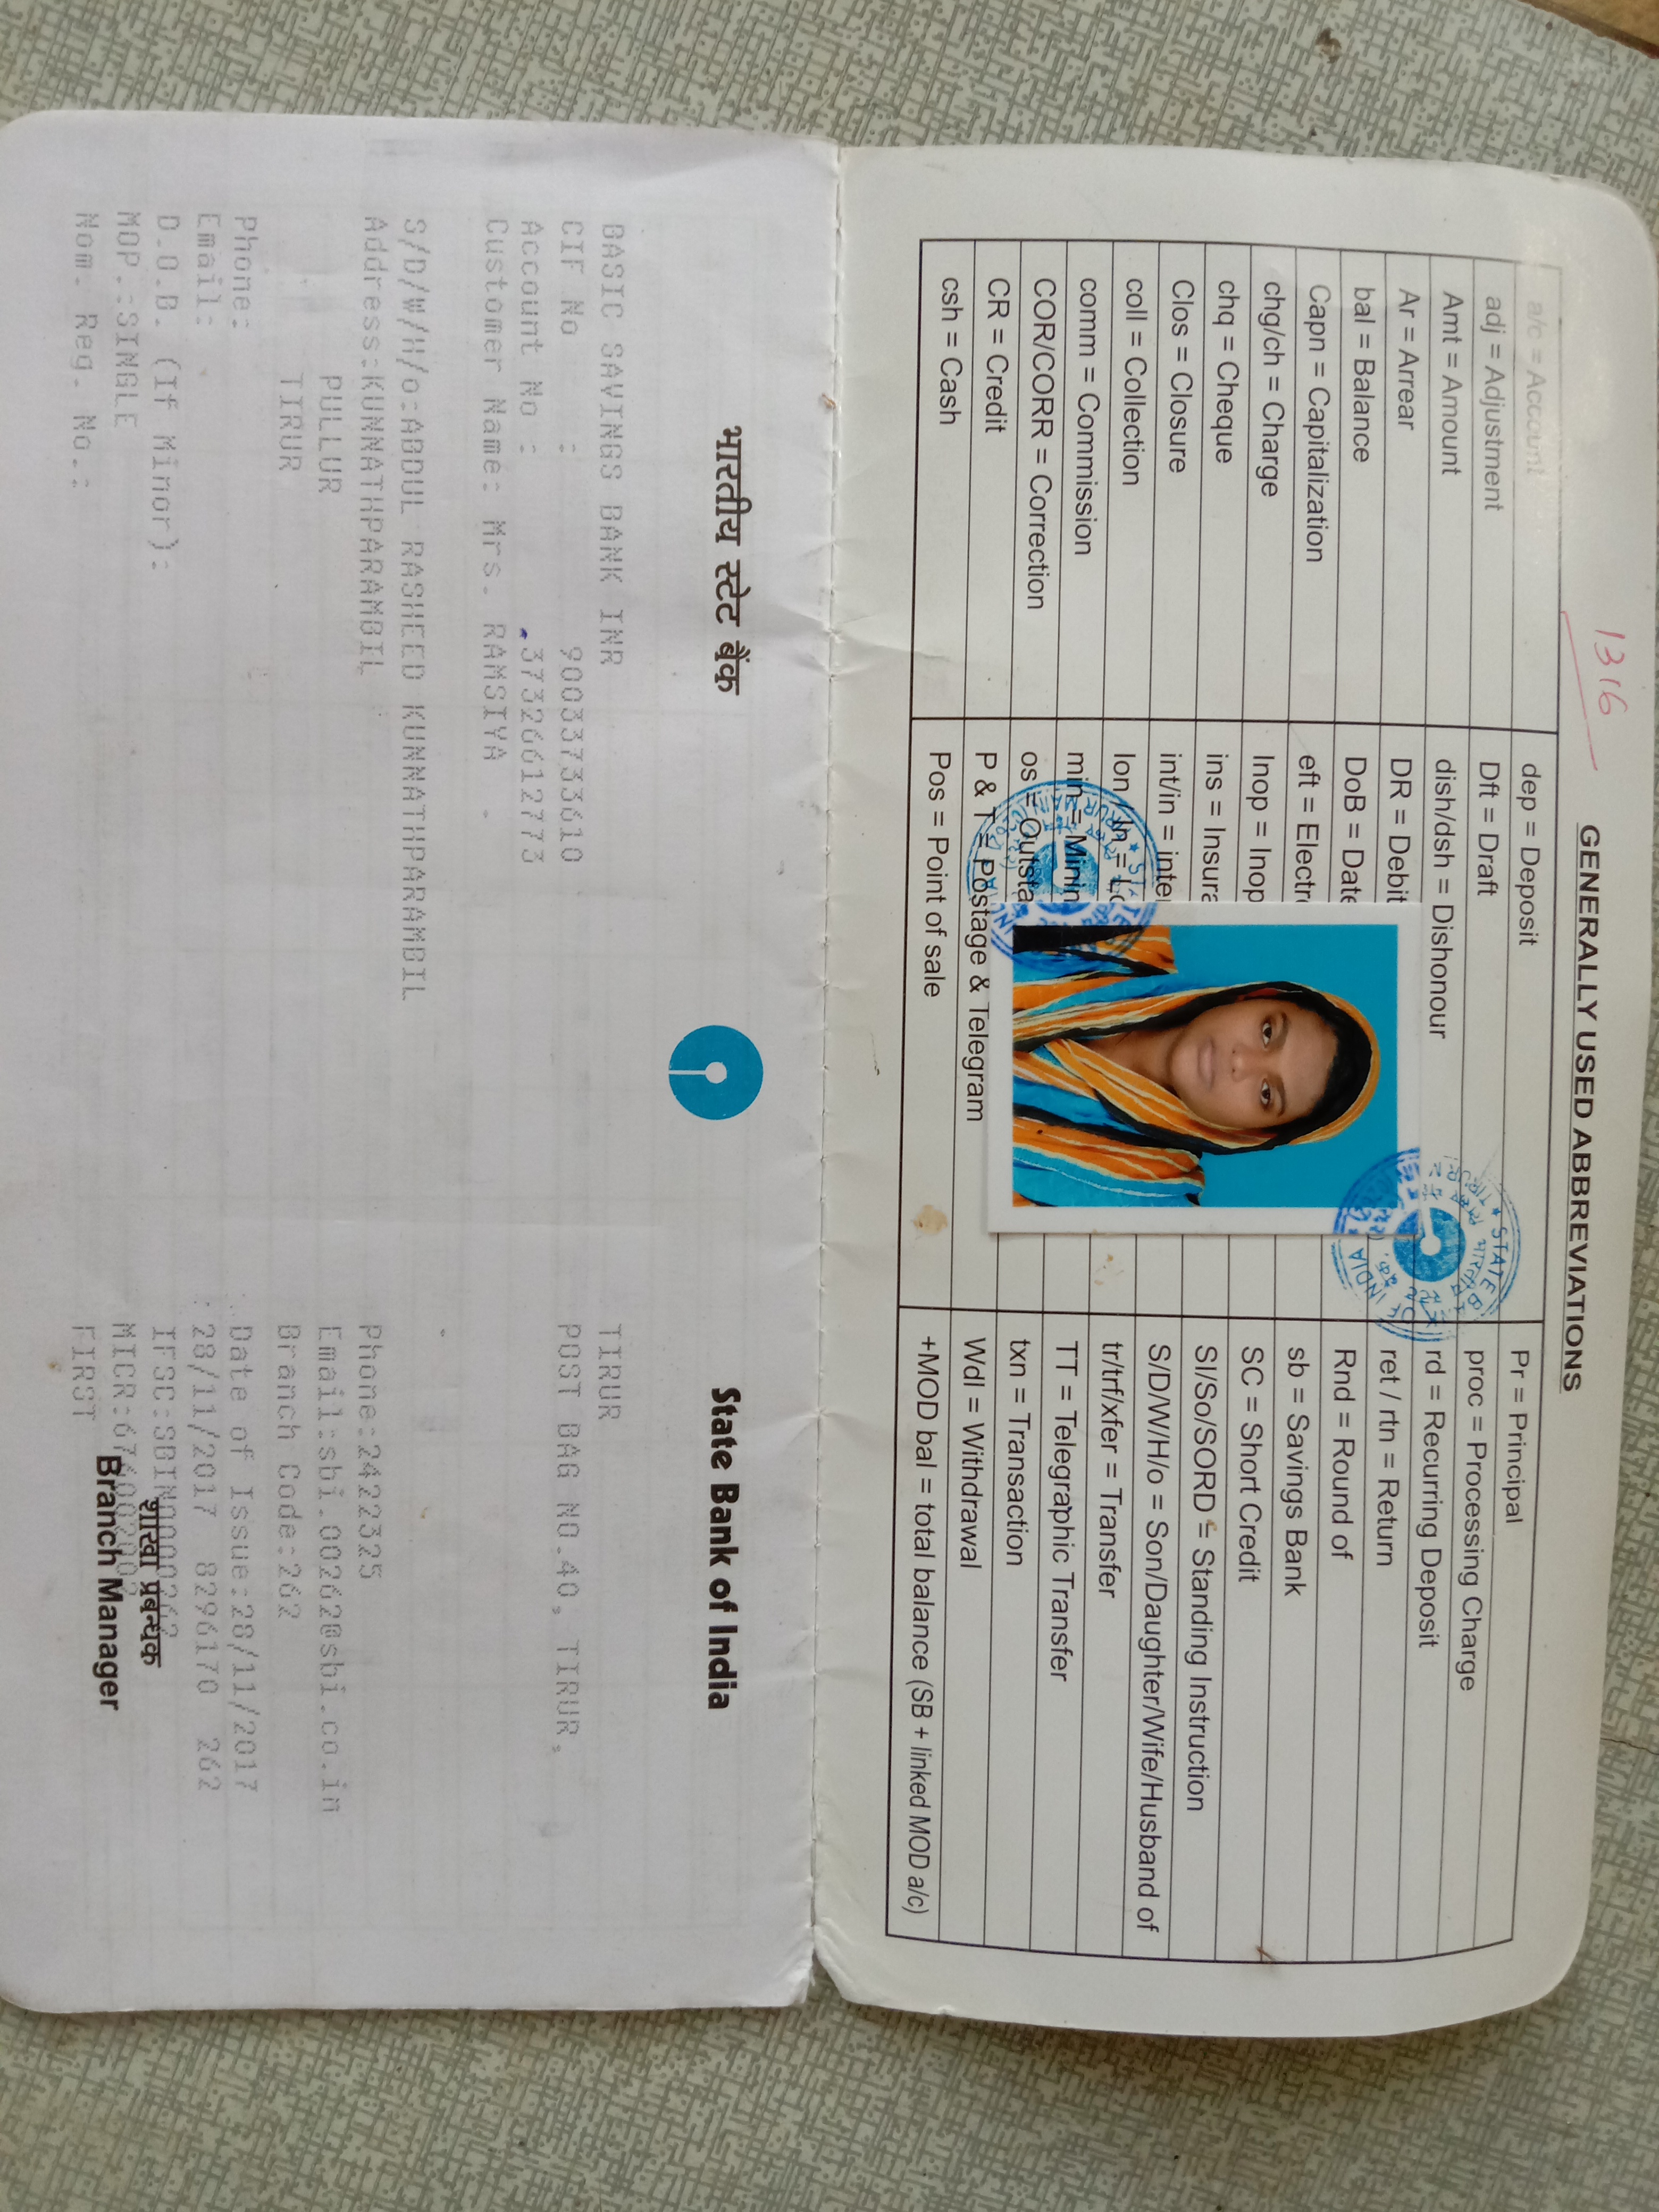 1316
GENERALLY USED ABBREVIATIONS
a/c = Account
dep = Deposit
Pr = Principal
adj = Adjustment
Dft = Draft
proc = Processing Charge
Amt = Amount
dish/dsh = Dishonour
rd = Recurring Deposit
Ar = Arrear
DR = Debit
ret / rtn = Return
bal = Balance
DoB = Date
Rnd = Round of
Capn = Capitalization
eft = Electr
sb = Savings Bank
chg/ch = Charge
Inop = Inop
SC = Short Credit
chq = Cheque
ins = Insura
SI/So/SORD = Standing Instruction
Clos = Closure
int/in = inte
S/D/W/H/o = Son/Daughter/Wife/Husband of
coll = Collection
lon / ln =
tr/trf/xfer = Transfer
comm = Commission
min = Minim
TT = Telegraphic Transfer
COR/CORR = Correction
os = Outsta
txn = Transaction
CR = Credit
P & T = Postage & Telegram
Wdl = Withdrawal
csh = Cash
Pos = Point of sale
+MOD bal = total balance (SB + linked MOD a/c)
STATE OF INDIA
TIRUR
भारतीय स्टेट बैंक
State Bank of India
BASIC SAVINGS BANK INR
TIRUR
CIF No : 90033733610
POST BAG NO.40, TIRUR,
Account No : 37326612773
Customer Name: Mrs. RAMSIYA
S/D/W/H/o:ABDUL RASHEED KUNNATHPARAMBIL
Address:KUNNATHPARAMBIL
Phone:2422325
PULLUR
Email:sbi.00262@sbi.co.in
TIRUR
Branch Code:262
Phone:
Date of Issue:28/11/2017
Email:
28/11/2017 8296170 262
D.O.B. (If Minor):
IFSC:SBIN0000262
शाखा प्रबन्धक
MOP.:SINGLE
MICR:676002002
Branch Manager
Nom. Reg. No.:
FIRST